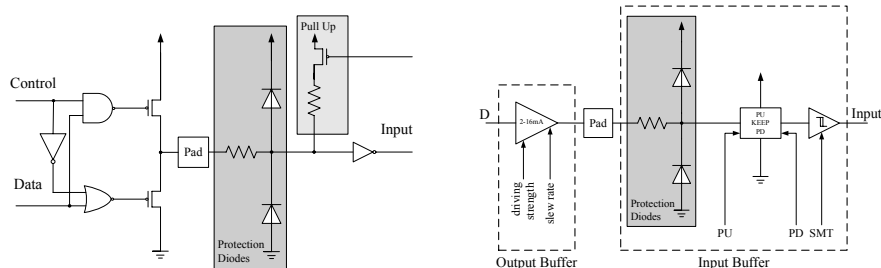 Pull Up
Control
Pad
Input
Data
Protection
Diodes
D
2-16mA
driving
strength
slew rate
Output Buffer
Pad
Protection
Diodes
PU
KEEP
PD
Input
PU
PD
SMT
Input Buffer